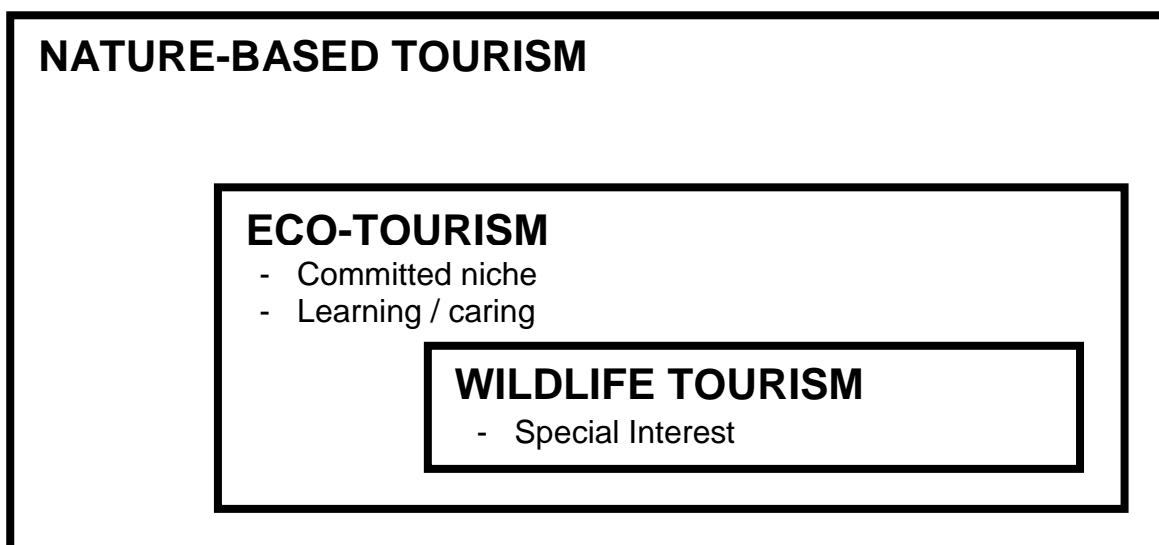 NATURE-BASED TOURISM
ECO-TOURISM
- Committed niche
- Learning / caring
WILDLIFE TOURISM
- Special Interest